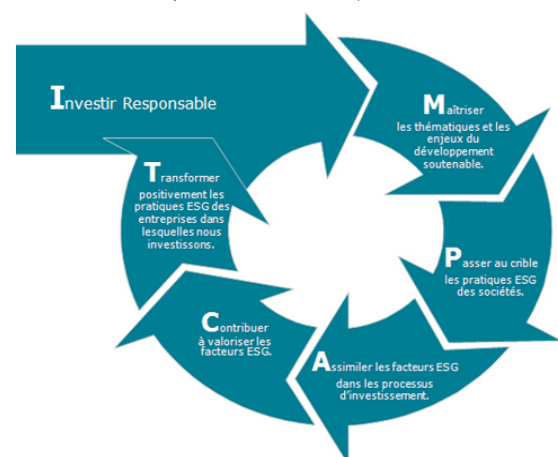 Investir Responsable
Maîtriser
les thématiques et les
enjeux du
développement
soutenable.
Passer au crible
les pratiques ESG
des sociétés.
Assimiler les facteurs ESG
dans les processus
d'investissement.
Contribuer
à valoriser les
facteurs ESG.
Transformer
positivement les
pratiques ESG des
entreprises dans
lesquelles nous
investissons.